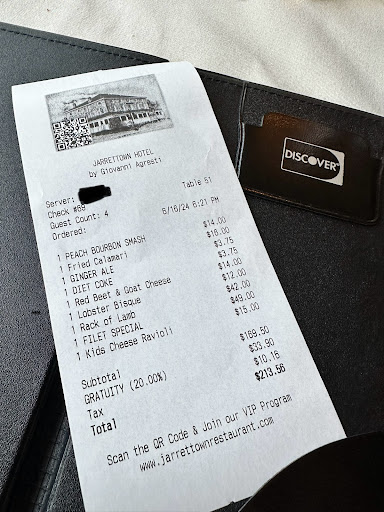 JARRETTOWN HOTEL
by Giovanni Agresti
Server:
Table 51
Check #69
Guest Count: 4
Ordered:
6/16/24 6:21 PM
1 PEACH BOURBON SMASH $14.00
1 Fried Calamari $16.00
1 GINGER ALE $3.75
1 DIET COKE $3.75
1 Red Beet & Goat Cheese $14.00
1 Lobster Bisque $12.00
1 Rack of Lamb $42.00
1 FILET SPECIAL $49.00
1 Kids Cheese Ravioli $15.00
Subtotal $169.50
GRATUITY (20.00%) $33.90
Tax $10.16
Total $213.56
Scan the QR Code & Join our VIP Program
www.jarrettownrestaurant.com
DISCOVER